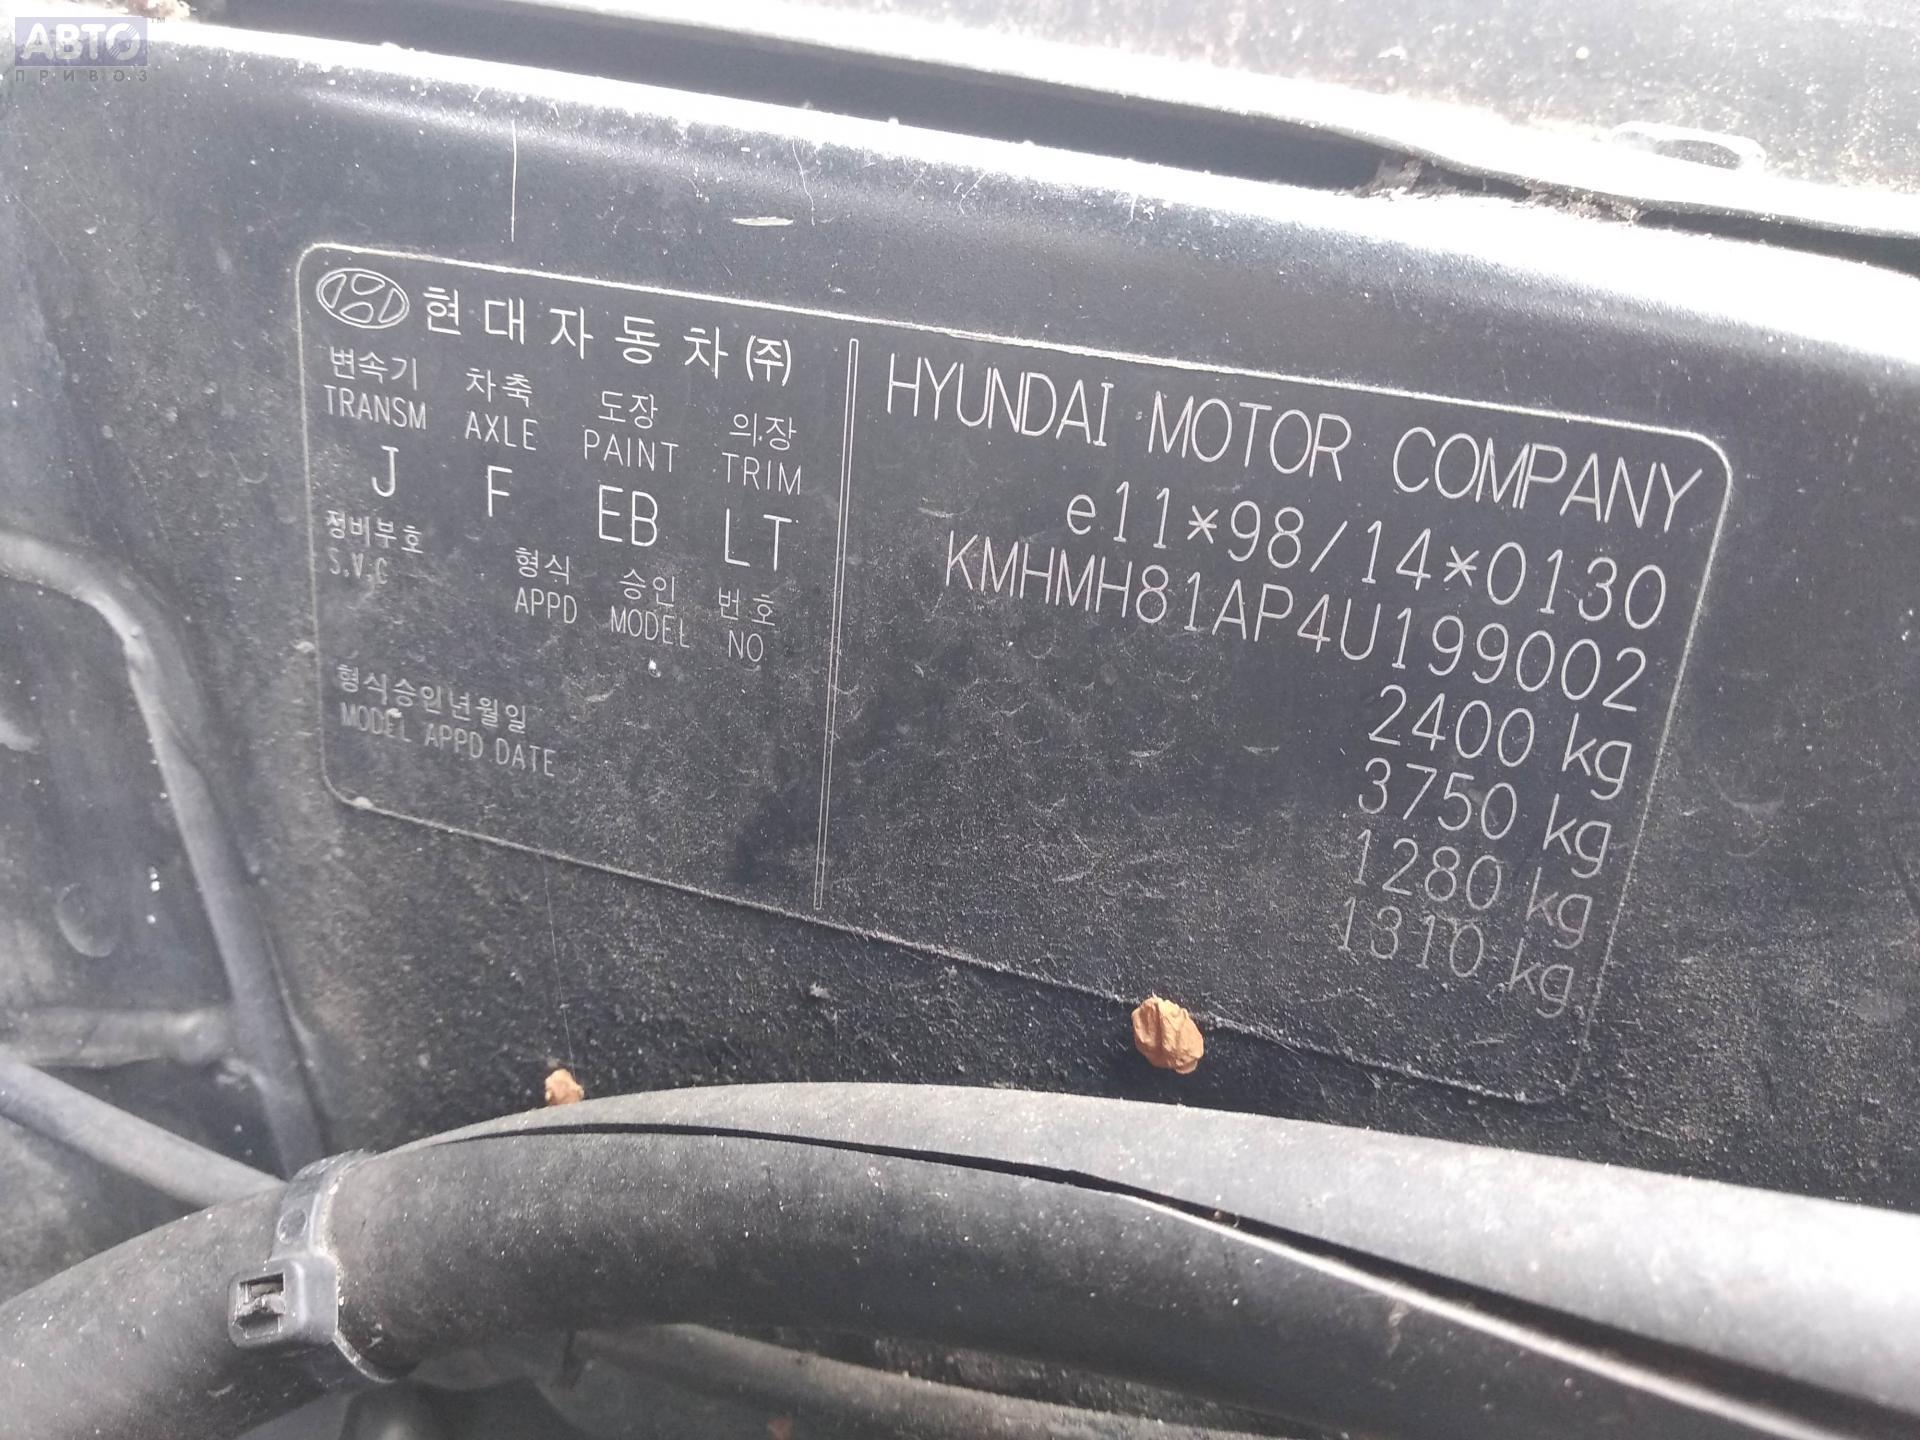 АВТО
ПРИВОЗ
현대자동차(주)
변속기 차축 도장 의장
TRANSM AXLE PAINT TRIM
J F EB LT
정비부호 형식 승인 번호
S.V.C APPD MODEL NO
형식승인년월일
MODEL APPD DATE
HYUNDAI MOTOR COMPANY
e11*98/14*0130
KMHMH81AP4U199002
2400 kg
3750 kg
1280 kg
1310 kg